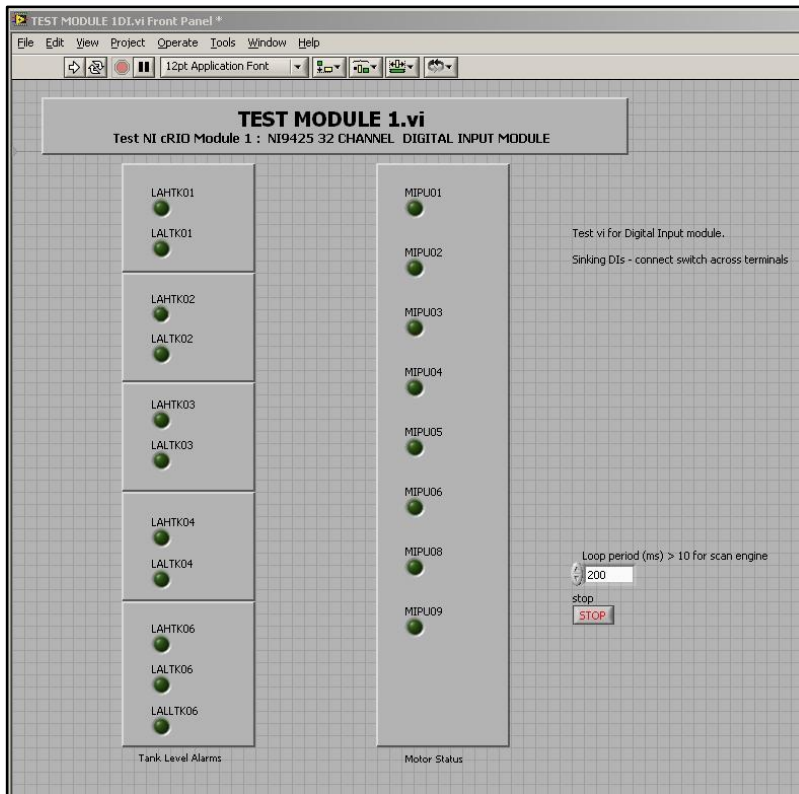 TEST MODULE 1DI.vi Front Panel *
File Edit View Project Operate Tools Window Help
12pt Application Font
TEST MODULE 1.vi
Test NI cRIO Module 1 : NI9425 32 CHANNEL DIGITAL INPUT MODULE
LAHTK01
LALTK01
LAHTK02
LALTK02
LAHTK03
LALTK03
LAHTK04
LALTK04
LAHTK06
LALTK06
LALLTK06
Tank Level Alarms
MIPU01
MIPU02
MIPU03
MIPU04
MIPU05
MIPU06
MIPU08
MIPU09
Motor Status
Test vi for Digital Input module.
Sinking DIs - connect switch across terminals
Loop period (ms) > 10 for scan engine
200
stop
STOP